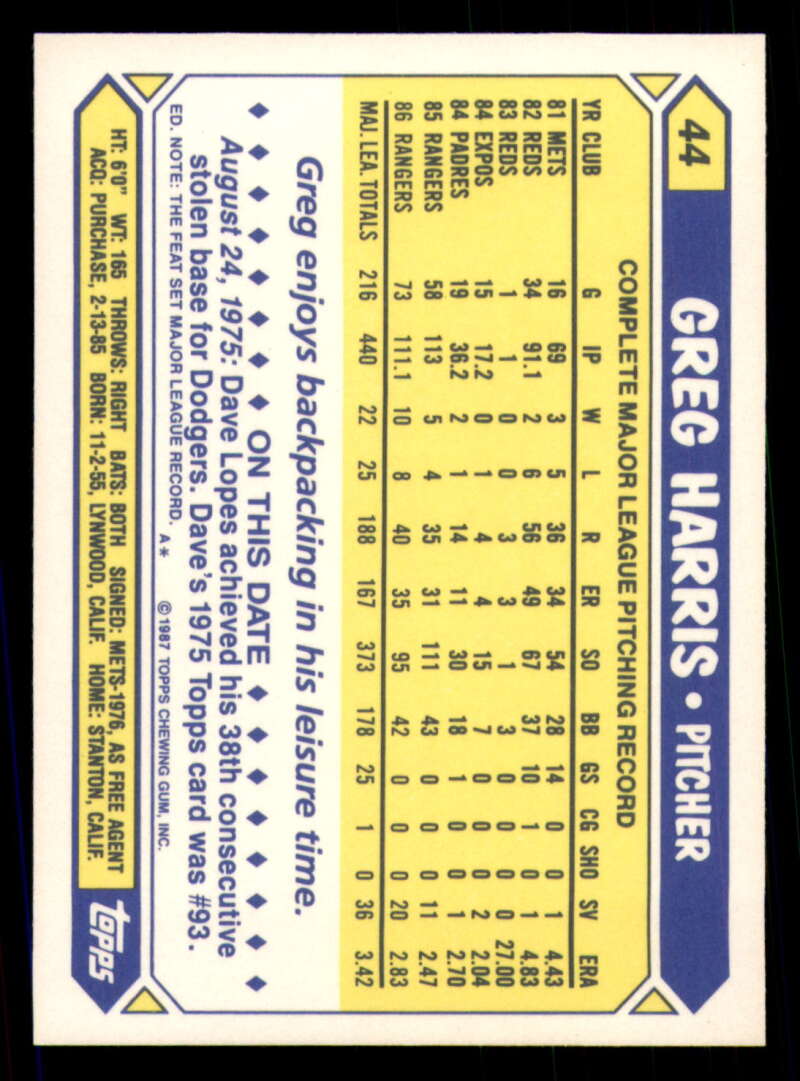 44 GREG HARRIS • PITCHER
COMPLETE MAJOR LEAGUE PITCHING RECORD
YR CLUB G IP W L R ER SO BB GS CG SHO SV ERA
81 METS 16 69 3 5 36 34 54 28 14 0 0 1 4.43
82 REDS 34 91.1 2 6 56 49 67 37 10 1 0 1 4.83
83 REDS 1 1 0 0 3 3 1 3 0 0 0 0 27.00
84 EXPOS 15 17.2 0 1 4 4 15 7 0 0 0 2 2.04
84 PADRES 19 36.2 2 1 14 11 30 18 1 0 0 1 2.70
85 RANGERS 58 113 5 4 35 31 111 43 0 0 0 11 2.47
86 RANGERS 73 111.1 10 8 40 35 95 42 0 0 0 20 2.83
MAJ. LEA. TOTALS 216 440 22 25 188 167 373 178 25 1 0 36 3.42
Greg enjoys backpacking in his leisure time.
♦ ♦ ♦ ♦ ♦ ♦ ♦ ON THIS DATE ♦ ♦ ♦ ♦ ♦ ♦ ♦
August 24, 1975: Dave Lopes achieved his 38th consecutive
stolen base for Dodgers. Dave's 1975 Topps card was #93.
ED. NOTE: THE FEAT SET MAJOR LEAGUE RECORD. A* ©1987 TOPPS CHEWING GUM, INC.
HT: 6'0" WT: 165 THROWS: RIGHT BATS: BOTH SIGNED: METS-1976, AS FREE AGENT
ACQ: PURCHASE, 2-13-85 BORN: 11-2-55, LYNWOOD, CALIF. HOME: STANTON, CALIF.
topps